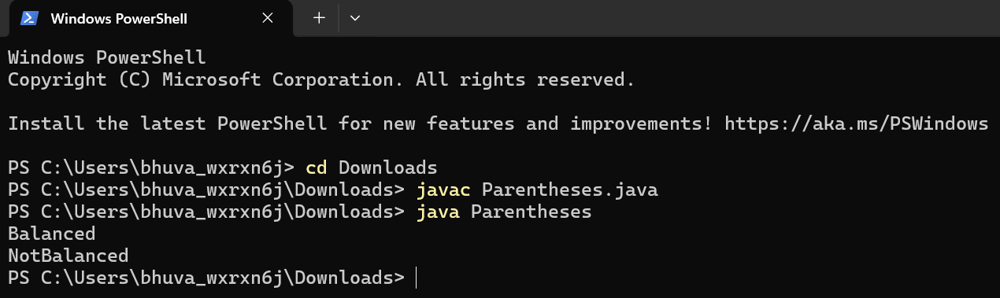 Windows PowerShell
Windows PowerShell
Copyright (C) Microsoft Corporation. All rights reserved.
Install the latest PowerShell for new features and improvements! https://aka.ms/PSWindows
PS C:\Users\bhuva_wxrxn6j> cd Downloads
PS C:\Users\bhuva_wxrxn6j\Downloads> javac Parentheses.java
PS C:\Users\bhuva_wxrxn6j\Downloads> java Parentheses
Balanced
NotBalanced
PS C:\Users\bhuva_wxrxn6j\Downloads>